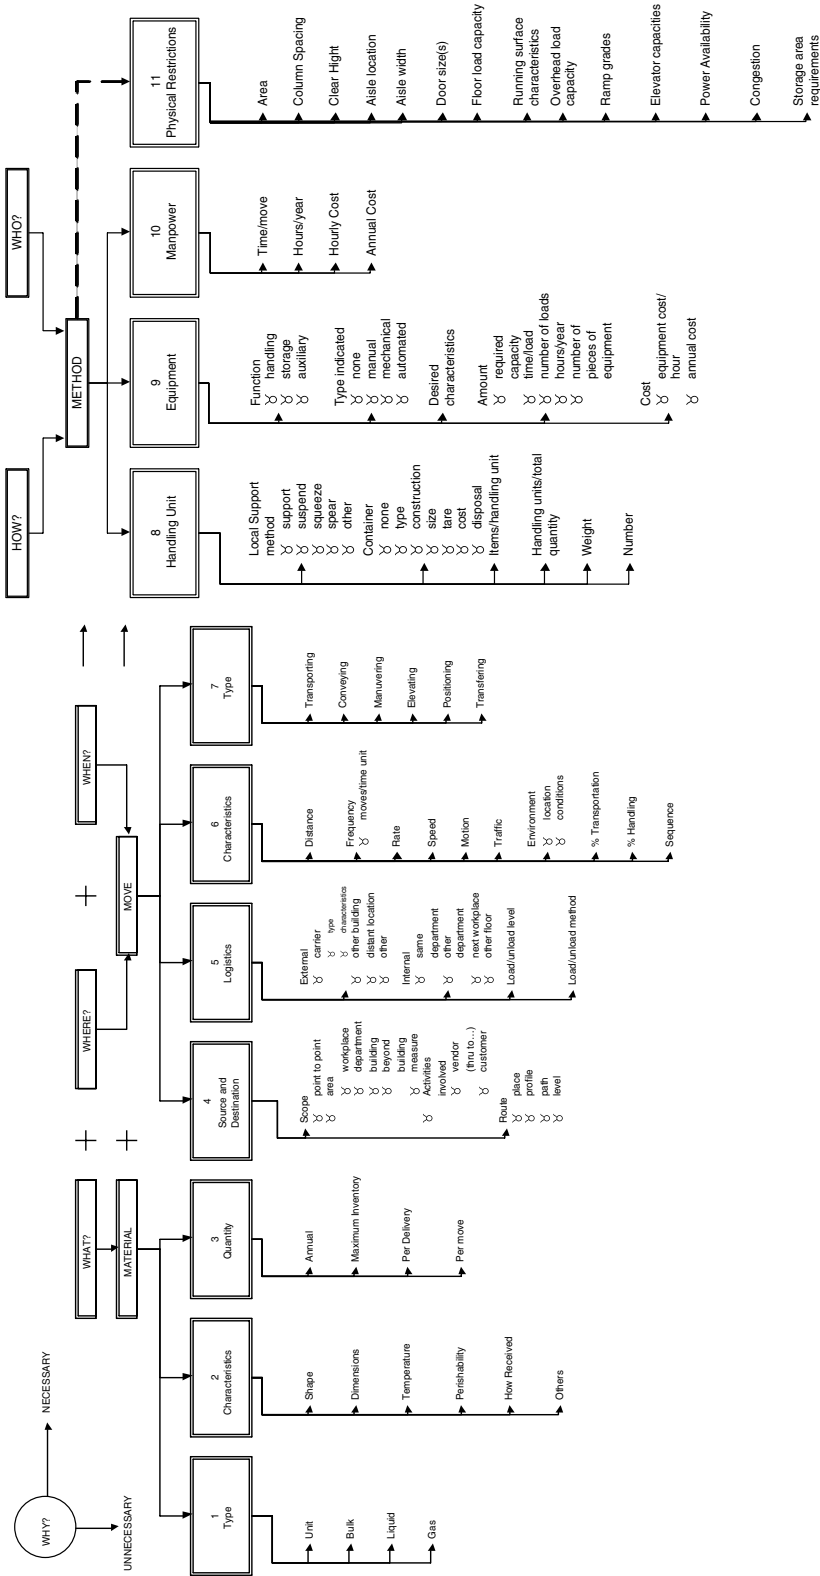 WHY?
NECESSARY
UNNECESSARY
WHAT?
+
WHERE?
+
WHEN?
HOW?
WHO?
MATERIAL
+
MOVE
METHOD
1
Type
Unit
Bulk
Liquid
Gas
2
Characteristics
Shape
Dimensions
Temperature
Perishability
How Received
Others
3
Quantity
Annual
Maximum Inventory
Per Delivery
Per move
4
Source and
Destination
Scope
point to point
area
workplace
department
building
beyond
building
measure
Activities
involved
vendor
(thru to...)
customer
Route
place
profile
path
level
5
Logistics
External
carrier
type
characteristics
other building
distant location
other
Internal
same
department
other
department
next workplace
other floor
Load/unload level
Load/unload method
6
Characteristics
Distance
Frequency
moves/time unit
Rate
Speed
Motion
Traffic
Environment
location
conditions
% Transportation
% Handling
Sequence
7
Type
Transporting
Conveying
Manuvering
Elevating
Positioning
Transfering
8
Handling Unit
Local Support
method
support
suspend
squeeze
spear
other
Container
none
type
construction
size
tare
cost
disposal
Items/handling unit
Handling units/total
quantity
Weight
Number
9
Equipment
Function
handling
storage
auxiliary
Type indicated
none
manual
mechanical
automated
Desired
characteristics
Amount
required
capacity
time/load
number of loads
hours/year
number of
pieces of
equipment
Cost
equipment cost/
hour
annual cost
10
Manpower
Time/move
Hours/year
Hourly Cost
Annual Cost
11
Physical Restrictions
Area
Column Spacing
Clear Hight
Aisle location
Aisle width
Door size(s)
Floor load capacity
Running surface
characteristics
Overhead load
capacity
Ramp grades
Elevator capacities
Power Availability
Congestion
Storage area
requirements